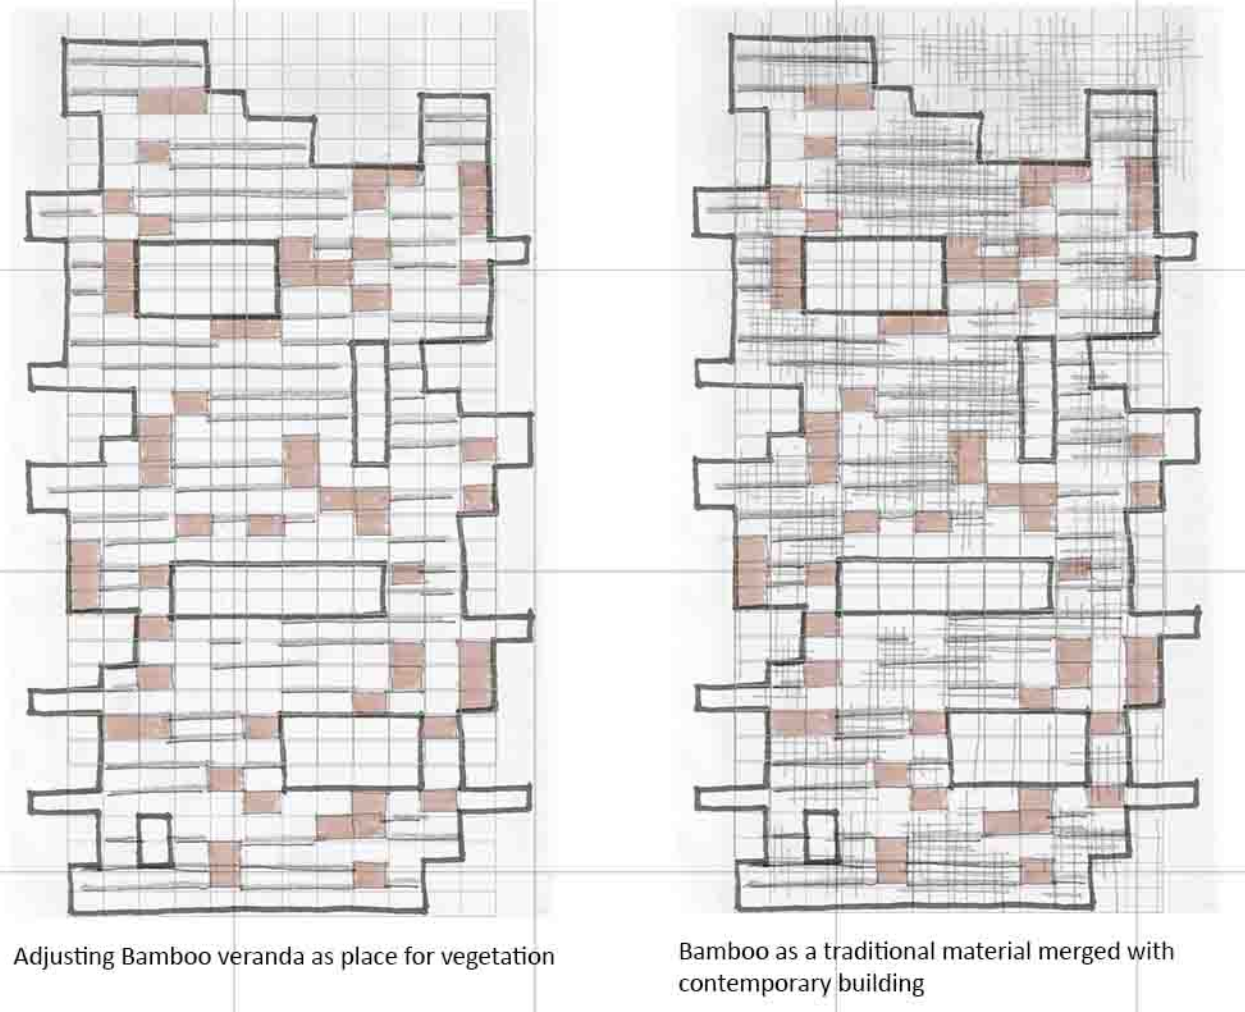 Adjusting Bamboo veranda as place for vegetation
Bamboo as a traditional material merged with
contemporary building